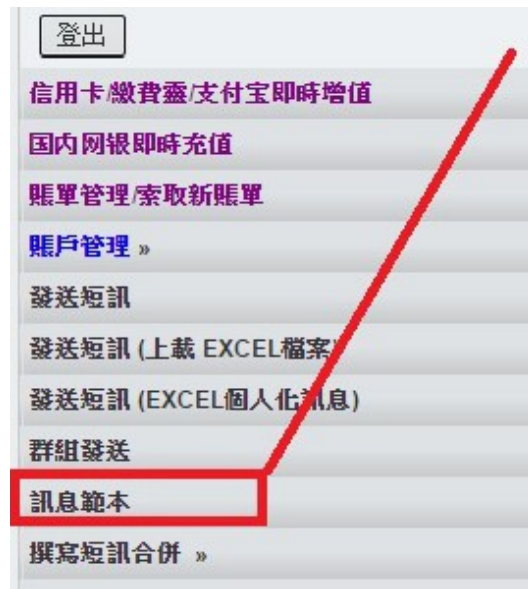 登出
信用卡/繳費靈/支付宝即時增值
国内网银即時充值
賬單管理/索取新賬單
賬戶管理 »
發送短訊
發送短訊 (上載 EXCEL檔案)
發送短訊 (EXCEL個人化訊息)
群組發送
訊息範本
撰寫短訊合併 »